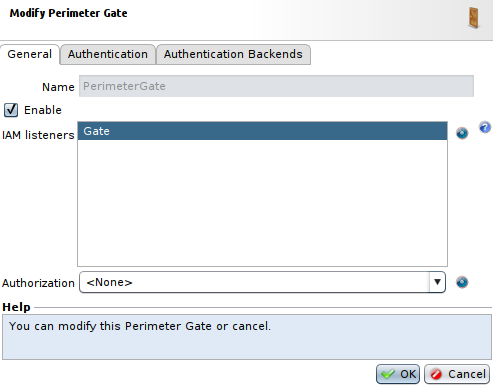 Modify Perimeter Gate
General Authentication Authentication Backends
Name PerimeterGate
Enable
IAM listeners Gate
Authorization <None>
Help
You can modify this Perimeter Gate or cancel.
OK Cancel